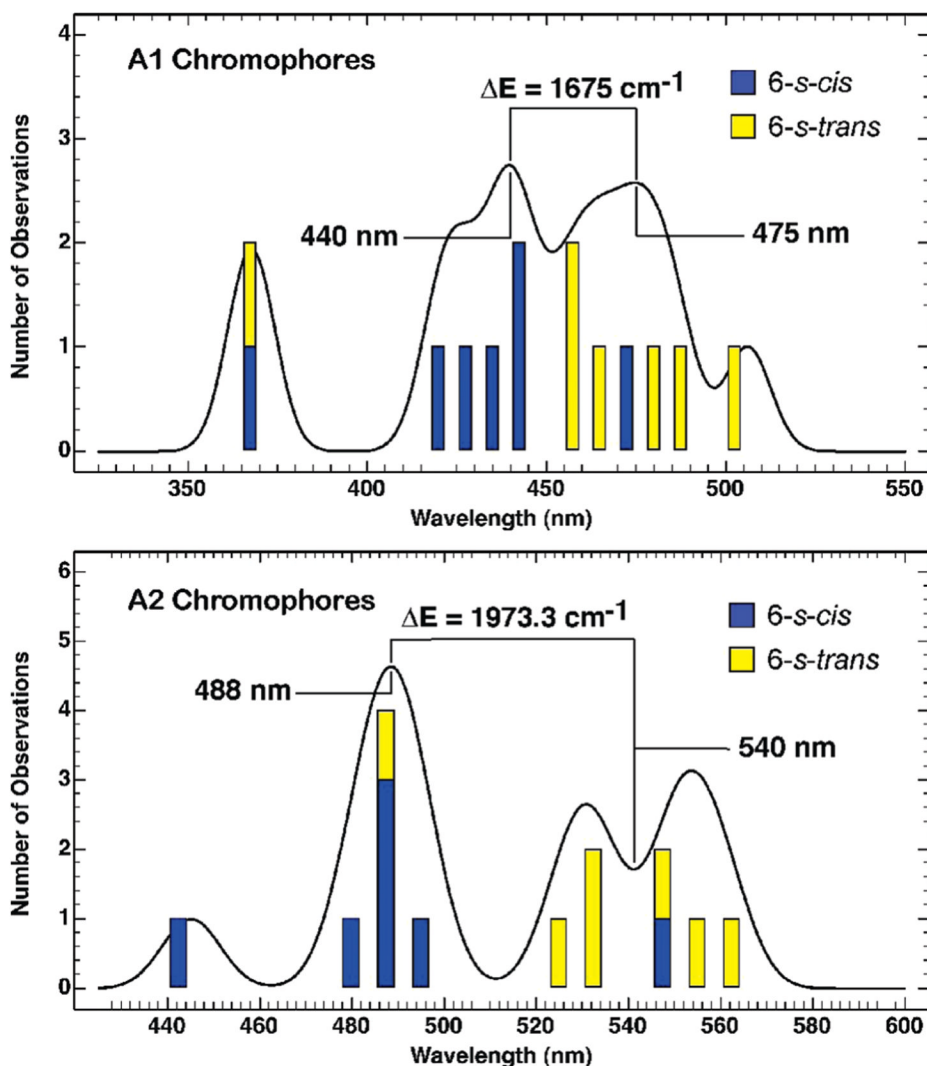 A1 Chromophores
ΔE = 1675 cm-1
6-s-cis
6-s-trans
440 nm
475 nm
Number of Observations
4
3
2
1
0
350 400 450 500 550
Wavelength (nm)
A2 Chromophores
ΔE = 1973.3 cm-1
6-s-cis
6-s-trans
488 nm
540 nm
Number of Observations
6
5
4
3
2
1
0
440 460 480 500 520 540 560 580 600
Wavelength (nm)